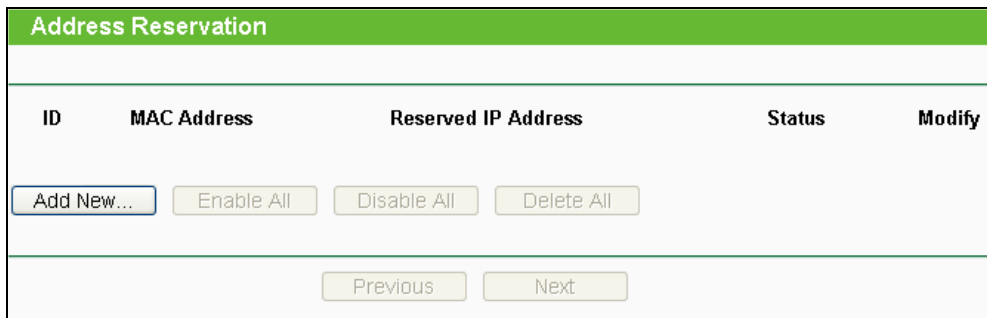 Address Reservation
ID MAC Address Reserved IP Address Status Modify
Add New... Enable All Disable All Delete All
Previous Next